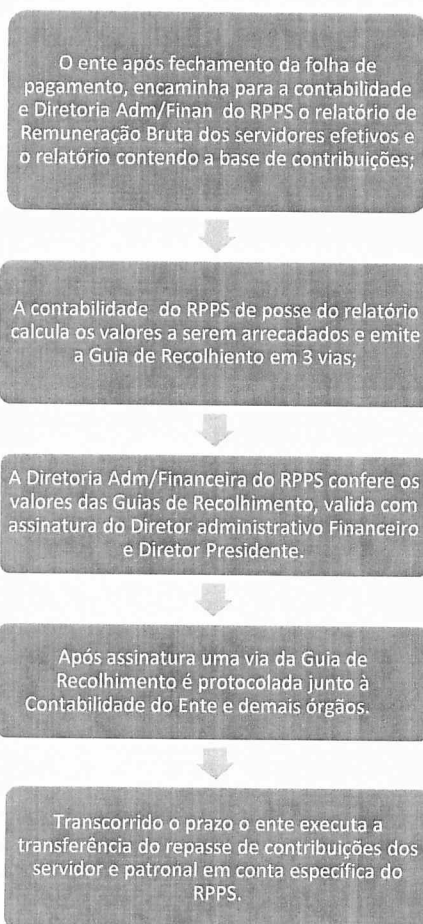 O ente após fechamento da folha de
pagamento, encaminha para a contabilidade
e Diretoria Adm/Finan do RPPS o relatório de
Remuneração Bruta dos servidores efetivos e
o relatório contendo a base de contribuições;
A contabilidade do RPPS de posse do relatório
calcula os valores a serem arrecadados e emite
a Guia de Recolhiento em 3 vias;
A Diretoria Adm/Financeira do RPPS confere os
valores das Guias de Recolhimento, valida com
assinatura do Diretor administrativo Financeiro
e Diretor Presidente.
Após assinatura uma via da Guia de
Recolhimento é protocolada junto à
Contabilidade do Ente e demais órgãos.
Transcorrido o prazo o ente executa a
transferência do repasse de contribuições dos
servidor e patronal em conta específica do
RPPS.